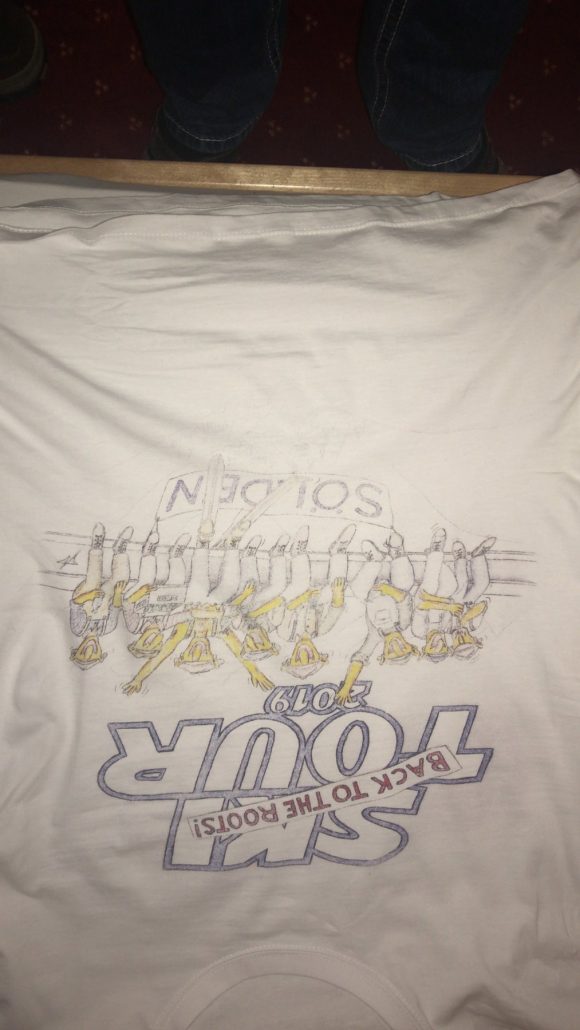 SKI
BACK TO THE ROOTS!
TOUR
2019
SÖLDEN